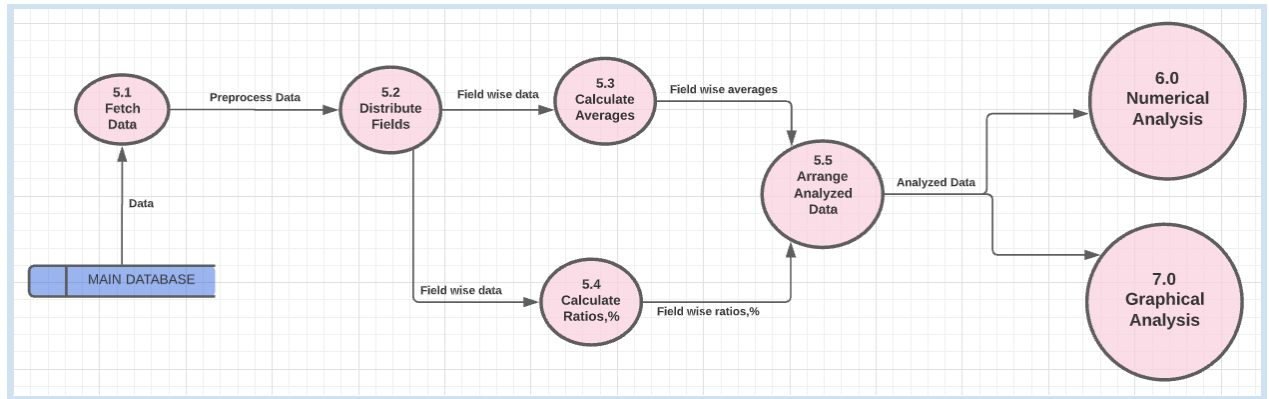 5.1
Fetch
Data
Preprocess Data
5.2
Distribute
Fields
Field wise data
5.3
Calculate
Averages
Field wise averages
6.0
Numerical
Analysis
5.5
Arrange
Analyzed
Data
Analyzed Data
Data
MAIN DATABASE
Field wise data
5.4
Calculate
Ratios,%
Field wise ratios,%
7.0
Graphical
Analysis